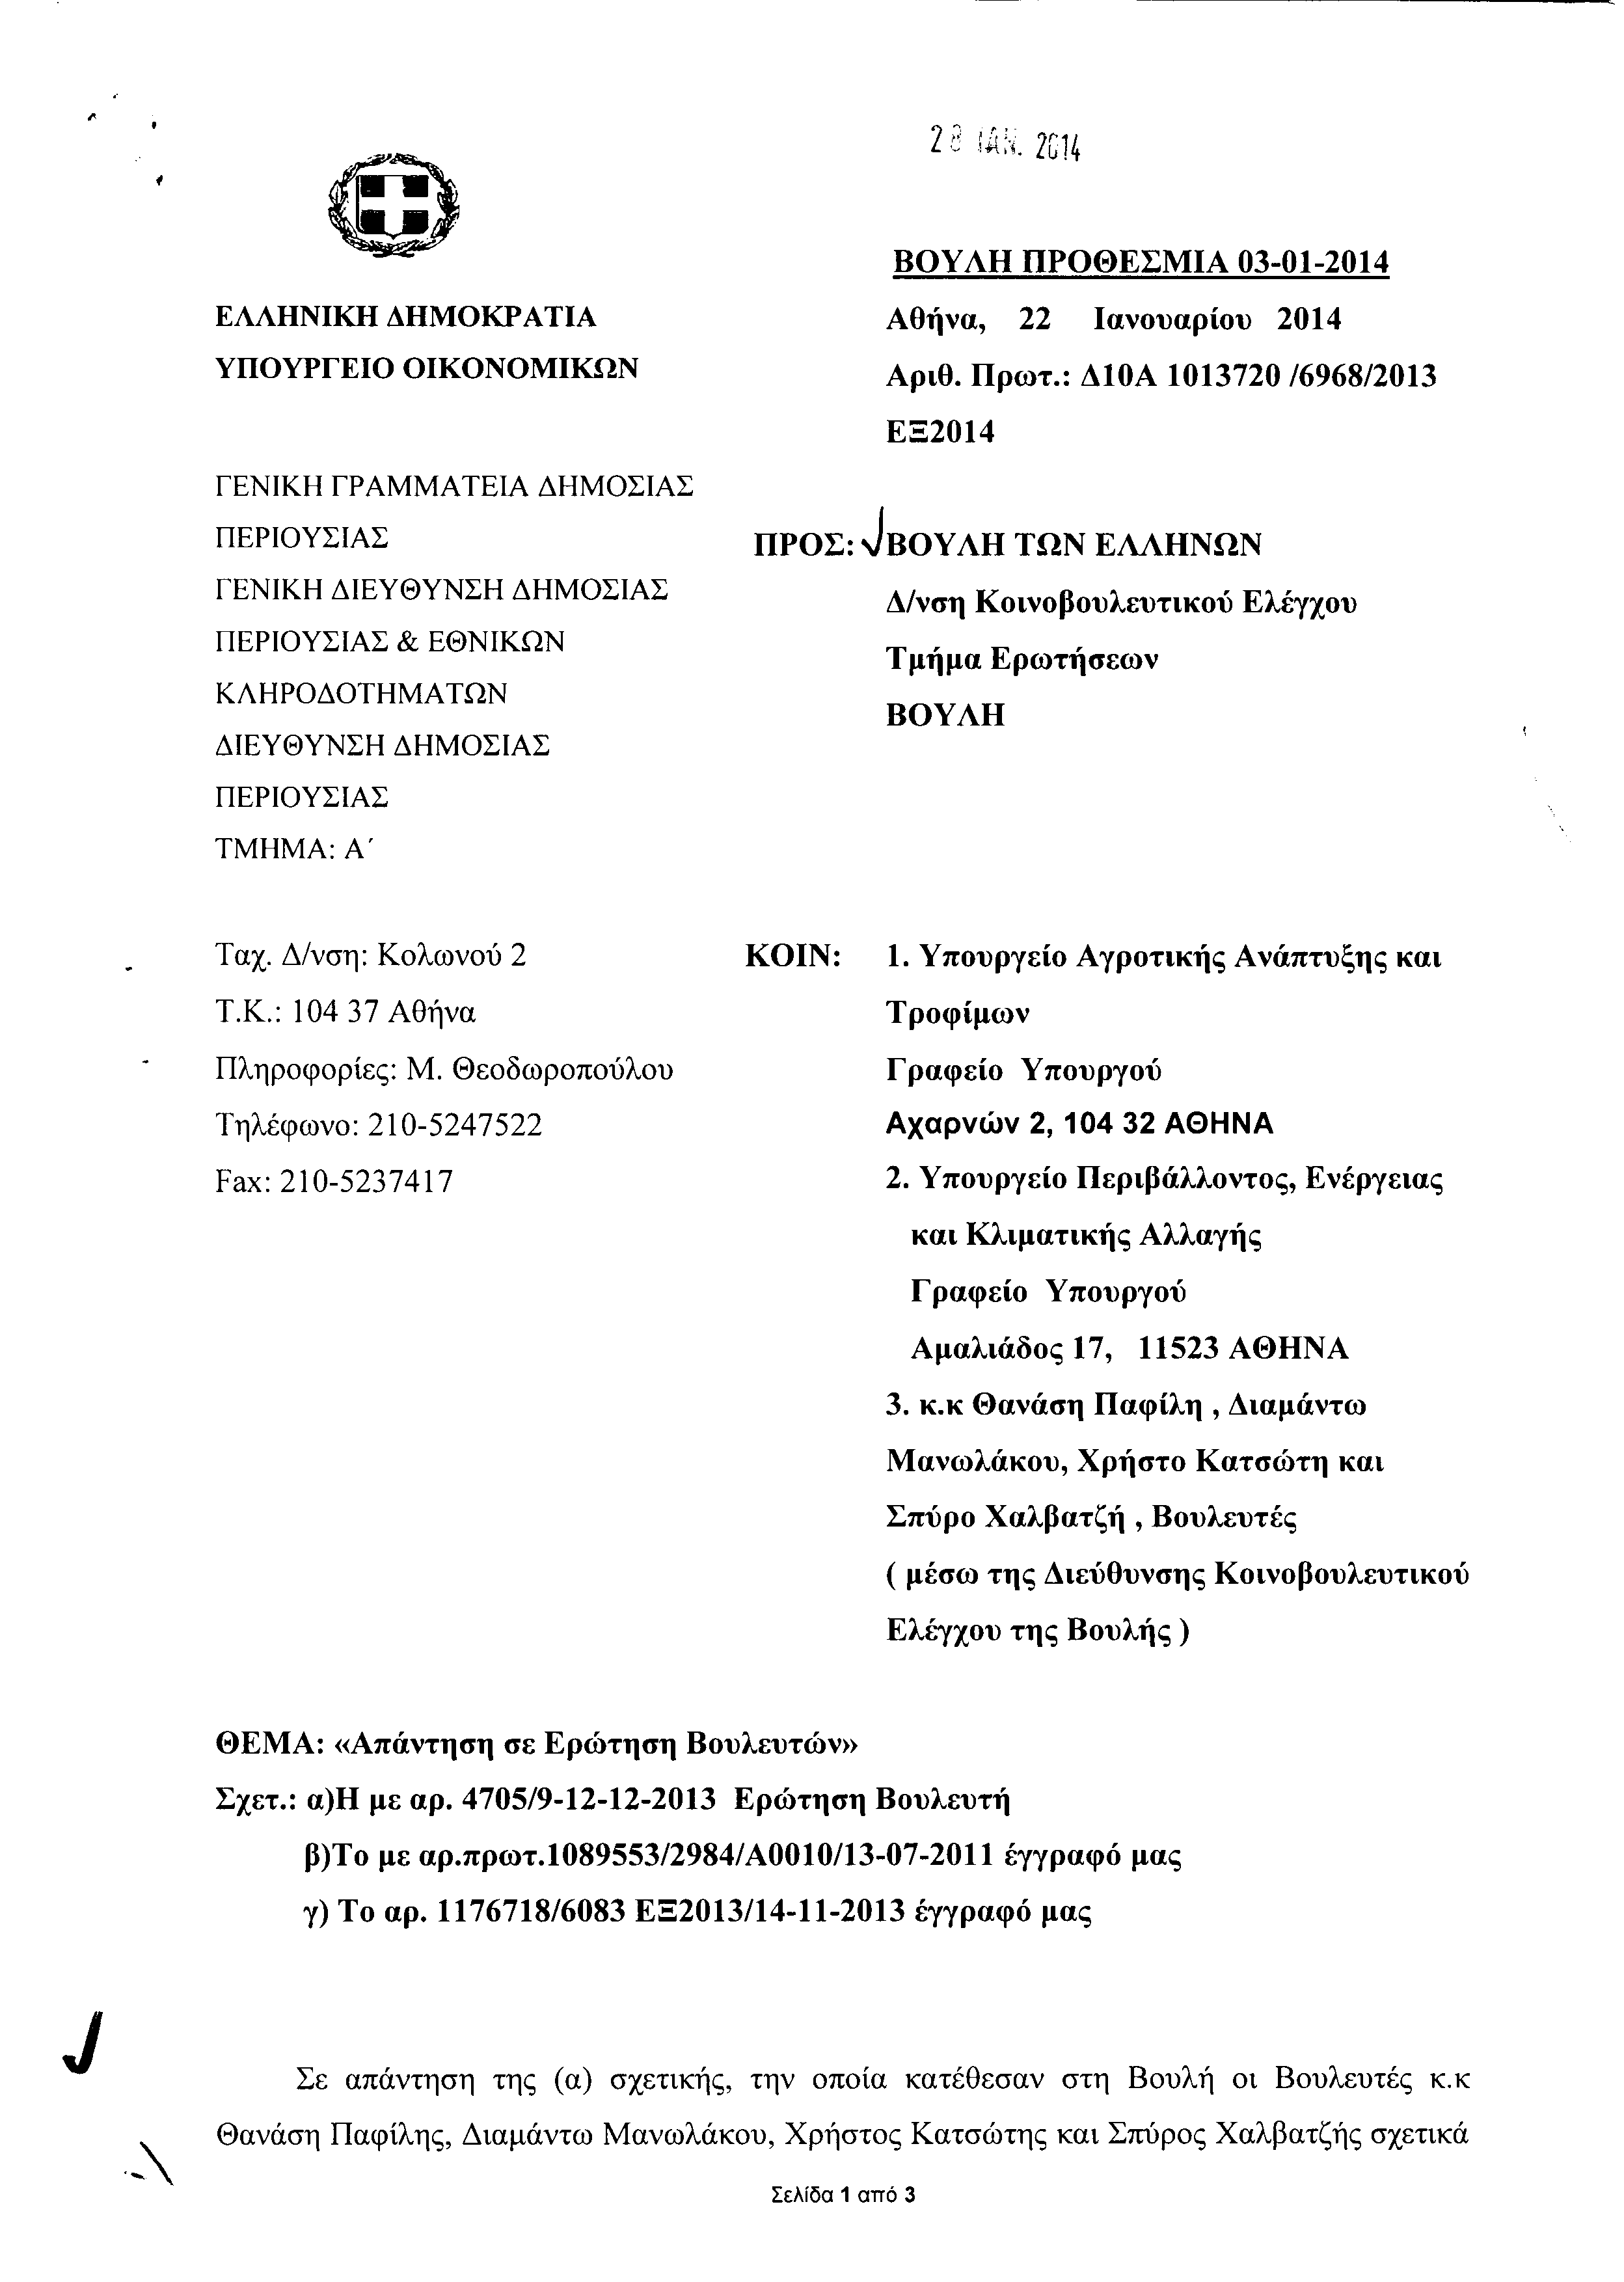 28 ΙΑΝ. 2014
ΒΟΥΛΗ ΠΡΟΘΕΣΜΙΑ 03-01-2014
ΕΛΛΗΝΙΚΗ ΔΗΜΟΚΡΑΤΙΑ
ΥΠΟΥΡΓΕΙΟ ΟΙΚΟΝΟΜΙΚΩΝ
Αθήνα, 22 Ιανουαρίου 2014
Αριθ. Πρωτ.: Δ10Α 1013720 /6968/2013
ΕΞ2014
ΓΕΝΙΚΗ ΓΡΑΜΜΑΤΕΙΑ ΔΗΜΟΣΙΑΣ
ΠΕΡΙΟΥΣΙΑΣ
ΓΕΝΙΚΗ ΔΙΕΥΘΥΝΣΗ ΔΗΜΟΣΙΑΣ
ΠΕΡΙΟΥΣΙΑΣ & ΕΘΝΙΚΩΝ
ΚΛΗΡΟΔΟΤΗΜΑΤΩΝ
ΔΙΕΥΘΥΝΣΗ ΔΗΜΟΣΙΑΣ
ΠΕΡΙΟΥΣΙΑΣ
ΤΜΗΜΑ: Α΄
ΠΡΟΣ: ΒΟΥΛΗ ΤΩΝ ΕΛΛΗΝΩΝ
Δ/νση Κοινοβουλευτικού Ελέγχου
Τμήμα Ερωτήσεων
ΒΟΥΛΗ
Ταχ. Δ/νση: Κολωνού 2
Τ.Κ.: 104 37 Αθήνα
Πληροφορίες: Μ. Θεοδωροπούλου
Τηλέφωνο: 210-5247522
Fax: 210-5237417
ΚΟΙΝ: 1. Υπουργείο Αγροτικής Ανάπτυξης και
Τροφίμων
Γραφείο Υπουργού
Αχαρνών 2, 104 32 ΑΘΗΝΑ
2. Υπουργείο Περιβάλλοντος, Ενέργειας
και Κλιματικής Αλλαγής
Γραφείο Υπουργού
Αμαλιάδος 17, 11523 ΑΘΗΝΑ
3. κ.κ Θανάση Παφίλη , Διαμάντω
Μανωλάκου, Χρήστο Κατσώτη και
Σπύρο Χαλβατζή , Βουλευτές
( μέσω της Διεύθυνσης Κοινοβουλευτικού
Ελέγχου της Βουλής )
ΘΕΜΑ: «Απάντηση σε Ερώτηση Βουλευτών»
Σχετ.: α)Η με αρ. 4705/9-12-12-2013 Ερώτηση Βουλευτή
β)Το με αρ.πρωτ.1089553/2984/Α0010/13-07-2011 έγγραφό μας
γ) Το αρ. 1176718/6083 ΕΞ2013/14-11-2013 έγγραφό μας
Σε απάντηση της (α) σχετικής, την οποία κατέθεσαν στη Βουλή οι Βουλευτές κ.κ
Θανάση Παφίλης, Διαμάντω Μανωλάκου, Χρήστος Κατσώτης και Σπύρος Χαλβατζής σχετικά
Σελίδα 1 από 3